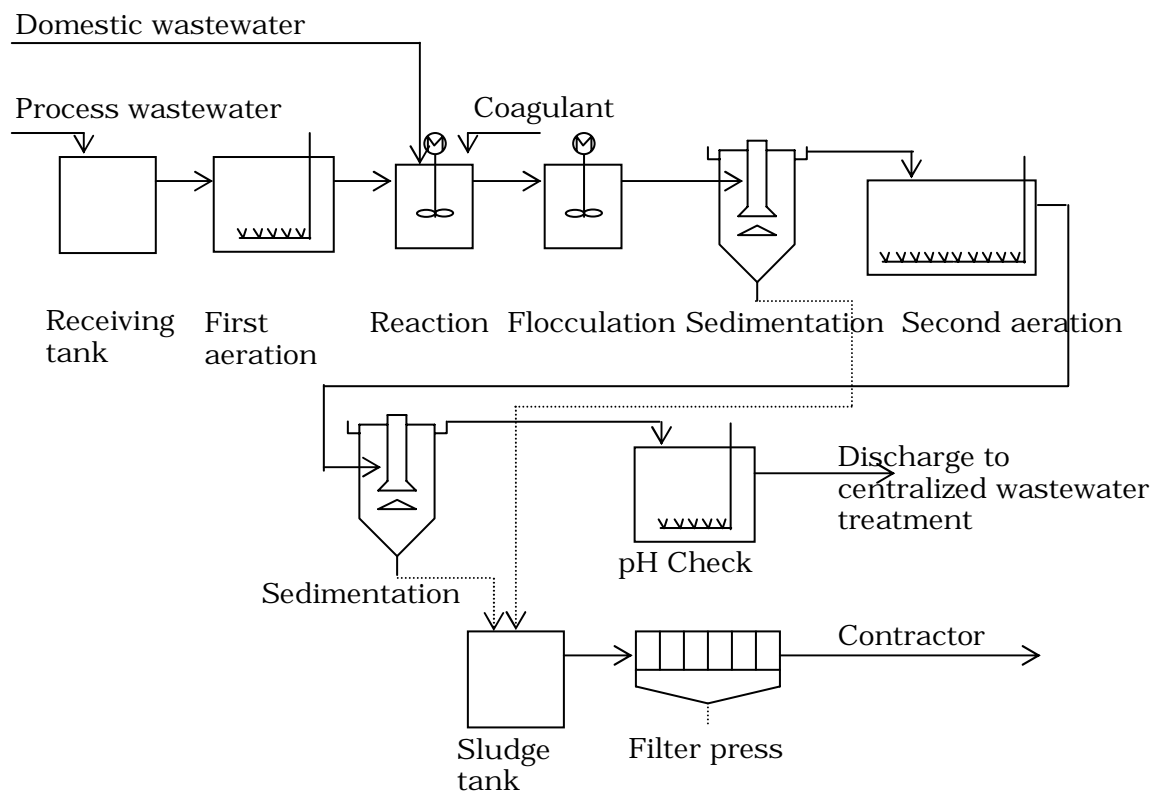 Domestic wastewater
Process wastewater
Coagulant
M
M
Receiving
tank
First
aeration
Reaction
Flocculation
Sedimentation
Second aeration
Discharge to
centralized wastewater
treatment
pH Check
Sedimentation
Contractor
Sludge
tank
Filter press